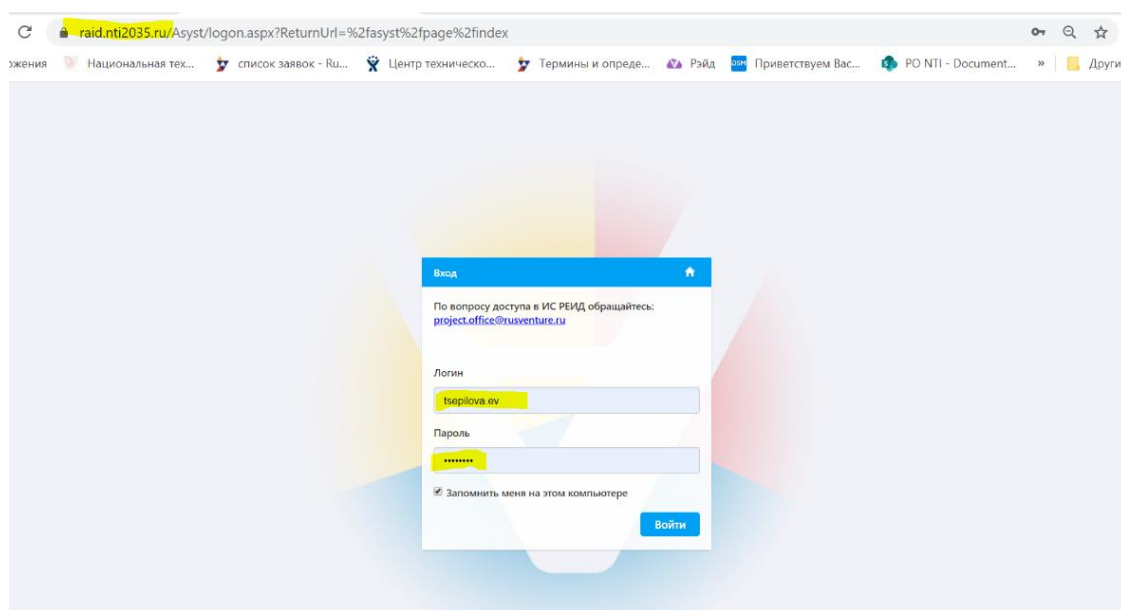 raid.nti2035.ru/Asyst/logon.aspx?ReturnUrl=%2fasyst%2fpage%2findex
ожения Национальная тех... список заявок - Ru... Центр техническо... Термины и опреде... Рэйд DSM Приветствуем Вас... PO NTI - Document... » Други
Вход
По вопросу доступа в ИС РЕИД обращайтесь:
project.office@rusventure.ru
Логин
tsepilova.ev
Пароль
••••••••
Запомнить меня на этом компьютере
Войти